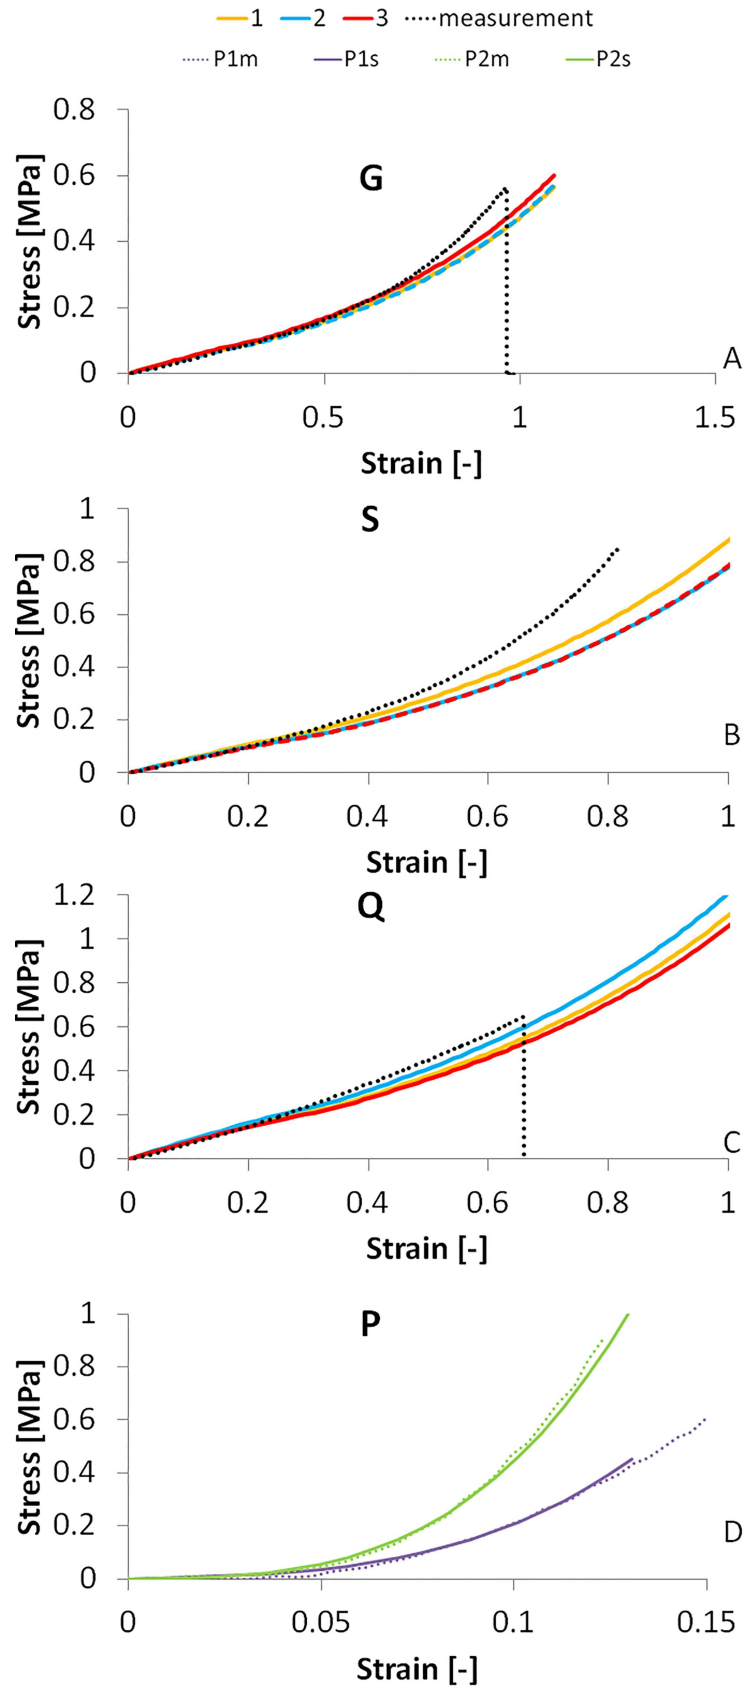 1 2 3 measurement
P1m P1s P2m P2s
0.8
G
0.6
0.4
0.2
0
Stress [MPa]
A
0 0.5 1 1.5
Strain [-]
1
S
0.8
0.6
0.4
0.2
0
Stress [MPa]
B
0 0.2 0.4 0.6 0.8 1
Strain [-]
1.2
Q
1
0.8
0.6
0.4
0.2
0
Stress [MPa]
C
0 0.2 0.4 0.6 0.8 1
Strain [-]
1
P
0.8
0.6
0.4
0.2
0
Stress [MPa]
D
0 0.05 0.1 0.15
Strain [-]